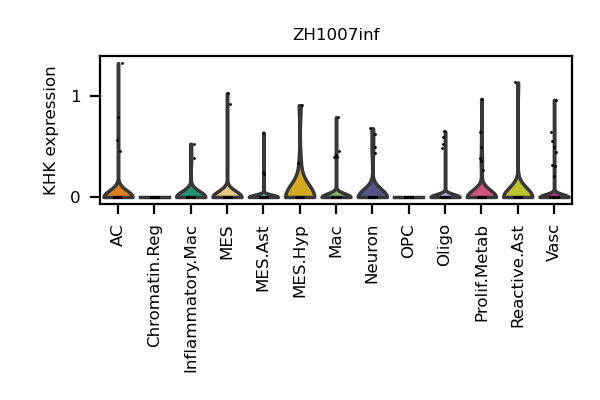 ZH1007inf
KHK expression
1
0
AC
Chromatin.Reg
Inflammatory.Mac
MES
MES.Ast
MES.Hyp
Mac
Neuron
OPC
Oligo
Prolif.Metab
Reactive.Ast
Vasc